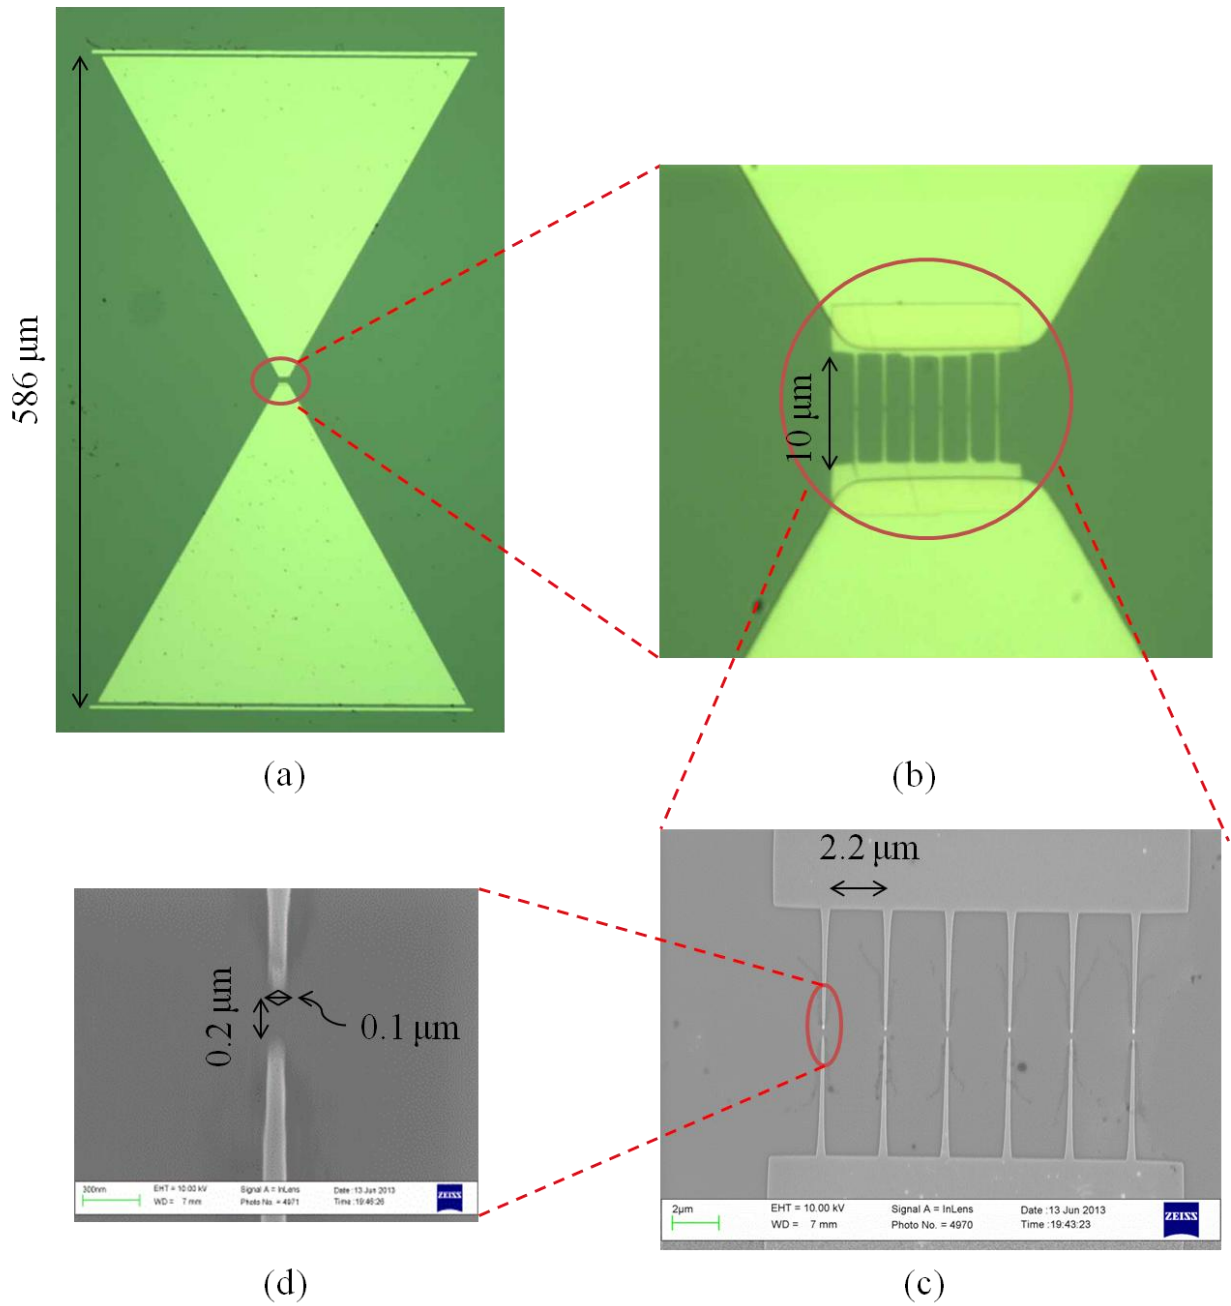 586 μm
10 μm
(a)
(b)
2.2 μm
0.2 μm
0.1 μm
300nm
EHT = 10.00 kV
WD = 7 mm
Signal A = InLens
Photo No. = 4971
Date :13 Jun 2013
Time :19:46:26
ZEISS
2μm
EHT = 10.00 kV
WD = 7 mm
Signal A = InLens
Photo No. = 4970
Date :13 Jun 2013
Time :19:43:23
ZEISS
(d)
(c)